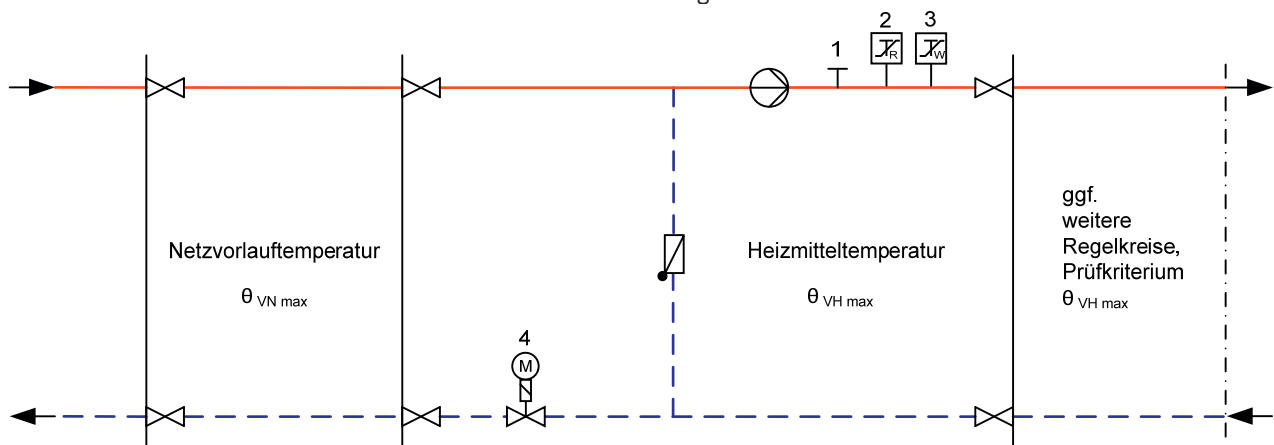 2 3
1
R W
Netzvorlauftemperatur
θ VN max
Heizmitteltemperatur
θ VH max
ggf.
weitere
Regelkreise,
Prüfkriterium
θ VH max
4
M